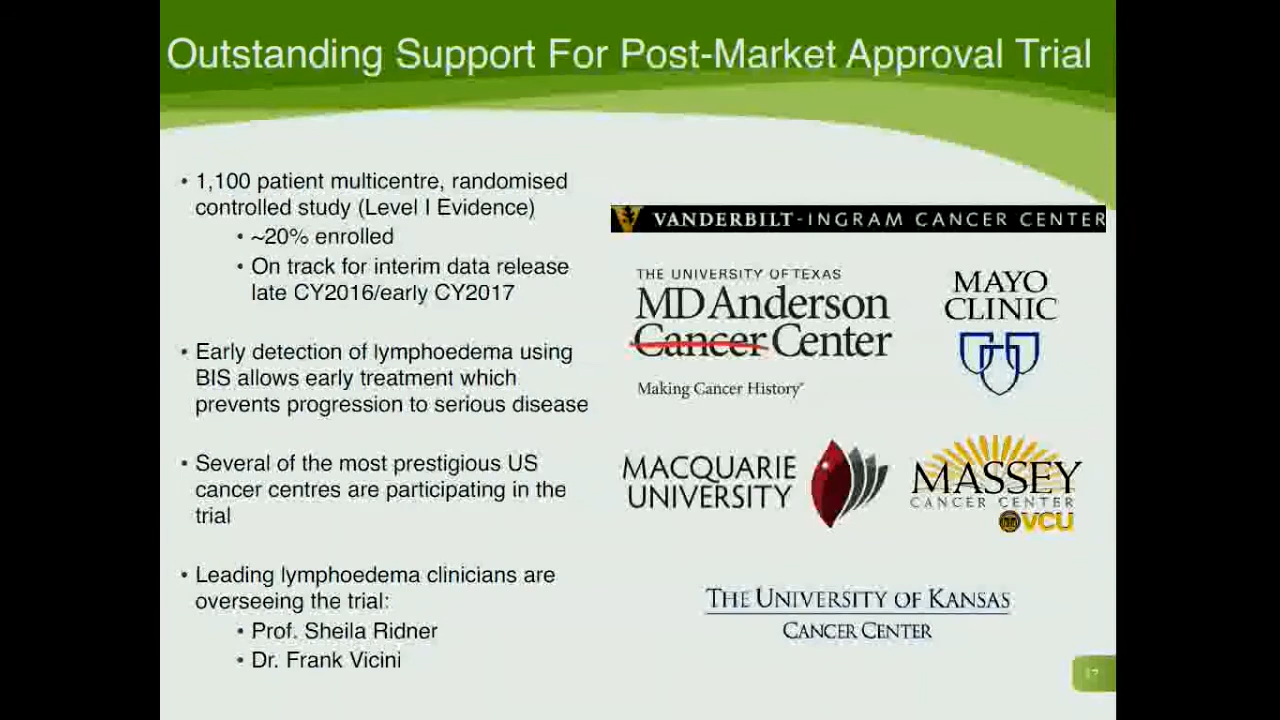 Outstanding Support For Post-Market Approval Trial
• 1,100 patient multicentre, randomised
controlled study (Level I Evidence)
• ~20% enrolled
• On track for interim data release
late CY2016/early CY2017
• Early detection of lymphoedema using
BIS allows early treatment which
prevents progression to serious disease
• Several of the most prestigious US
cancer centres are participating in the
trial
• Leading lymphoedema clinicians are
overseeing the trial:
• Prof. Sheila Ridner
• Dr. Frank Vicini
VANDERBILT-INGRAM CANCER CENTER
THE UNIVERSITY OF TEXAS
MD Anderson
Cancer Center
Making Cancer History®
MAYO
CLINIC
MACQUARIE
UNIVERSITY
MASSEY
CANCER CENTER
VCU
THE UNIVERSITY OF KANSAS
CANCER CENTER
17